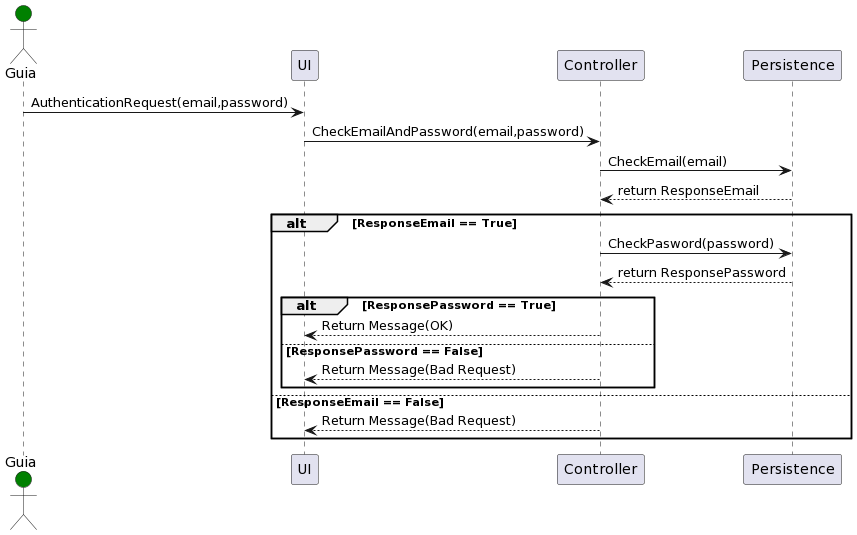 Guia
UI
Controller
Persistence
AuthenticationRequest(email,password)
CheckEmailAndPassword(email,password)
CheckEmail(email)
return ResponseEmail
alt
[ResponseEmail == True]
CheckPasword(password)
return ResponsePassword
alt
[ResponsePassword == True]
Return Message(OK)
[ResponsePassword == False]
Return Message(Bad Request)
[ResponseEmail == False]
Return Message(Bad Request)
Guia
UI
Controller
Persistence